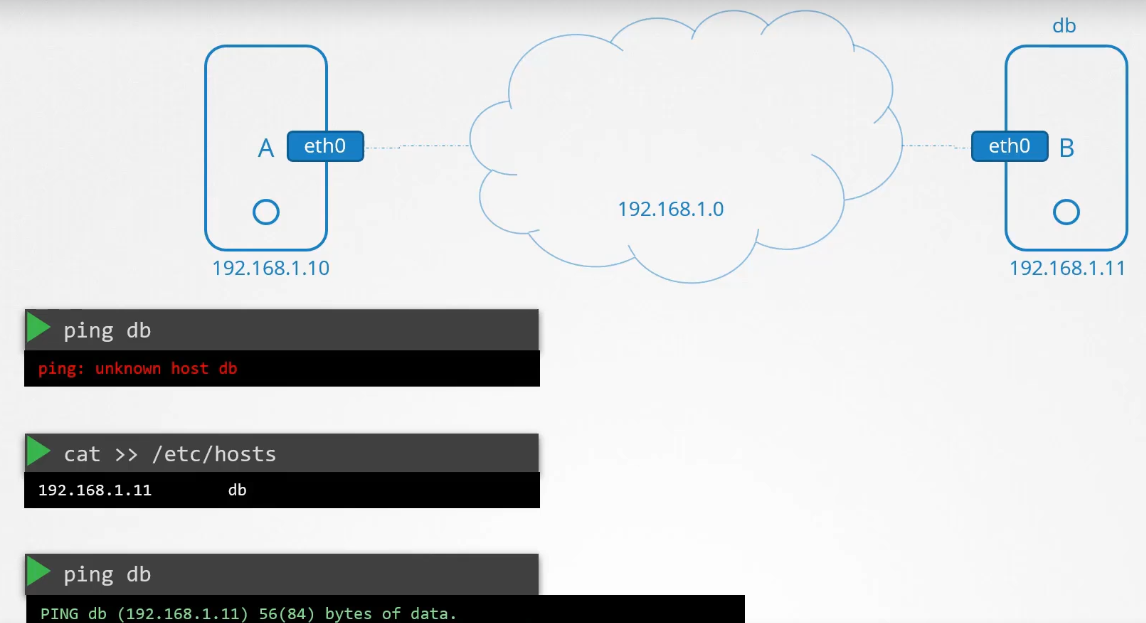 db
A eth0
eth0 B
192.168.1.0
192.168.1.10
192.168.1.11
ping db
ping: unknown host db
cat >> /etc/hosts
192.168.1.11 db
ping db
PING db (192.168.1.11) 56(84) bytes of data.